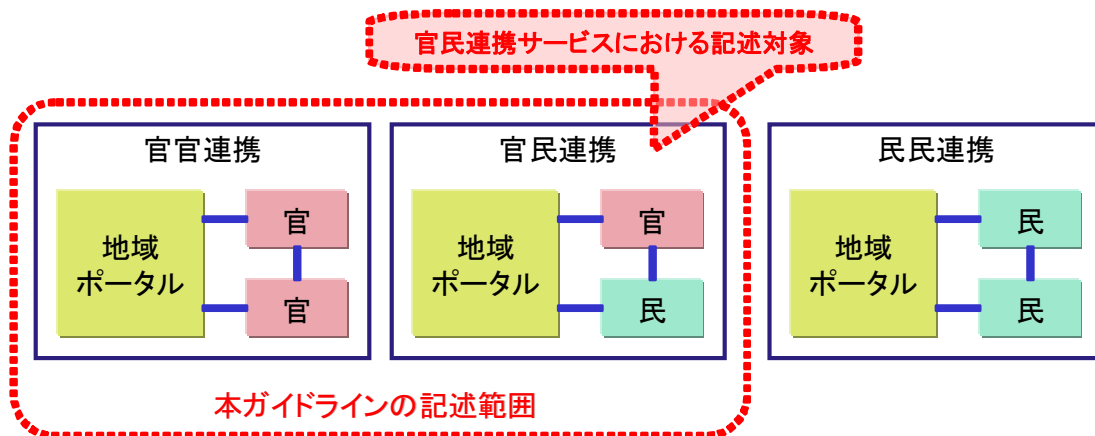 官民連携サービスにおける記述対象
官官連携
地域
ポータル
官
官
官民連携
地域
ポータル
官
民
民民連携
地域
ポータル
民
民
本ガイドラインの記述範囲